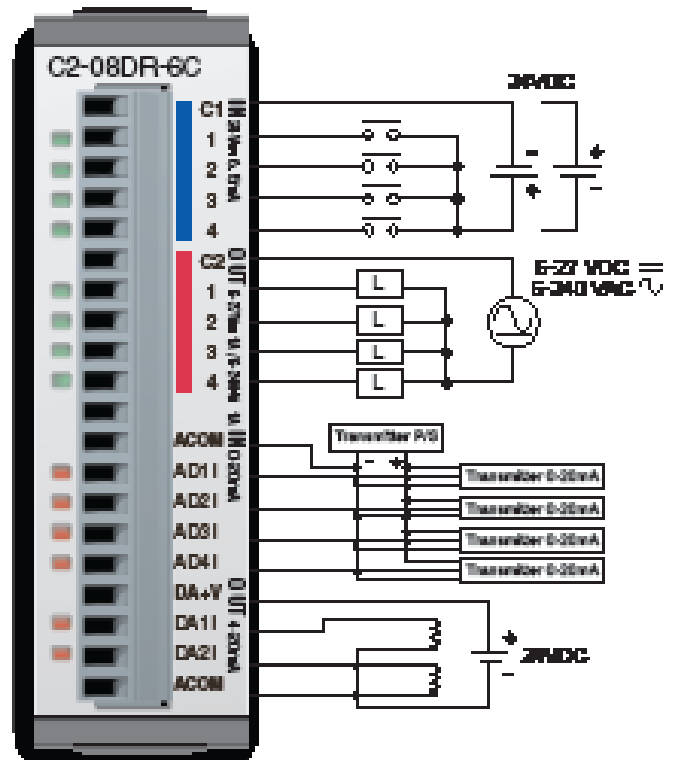 C2-08DR-6C
24VDC
C1
IN
1
2
3
4
C2
OUT
6-27 VDC
6-240 VAC
1
L
2
L
3
L
4
L
Transmitter P/S
- +
ACOM
IN 0-20mA
AD1I
Transmitter 0-20mA
AD2I
Transmitter 0-20mA
AD3I
Transmitter 0-20mA
AD4I
Transmitter 0-20mA
DA+V
OUT 4-20mA
DA1I
DA2I
24VDC
ACOM